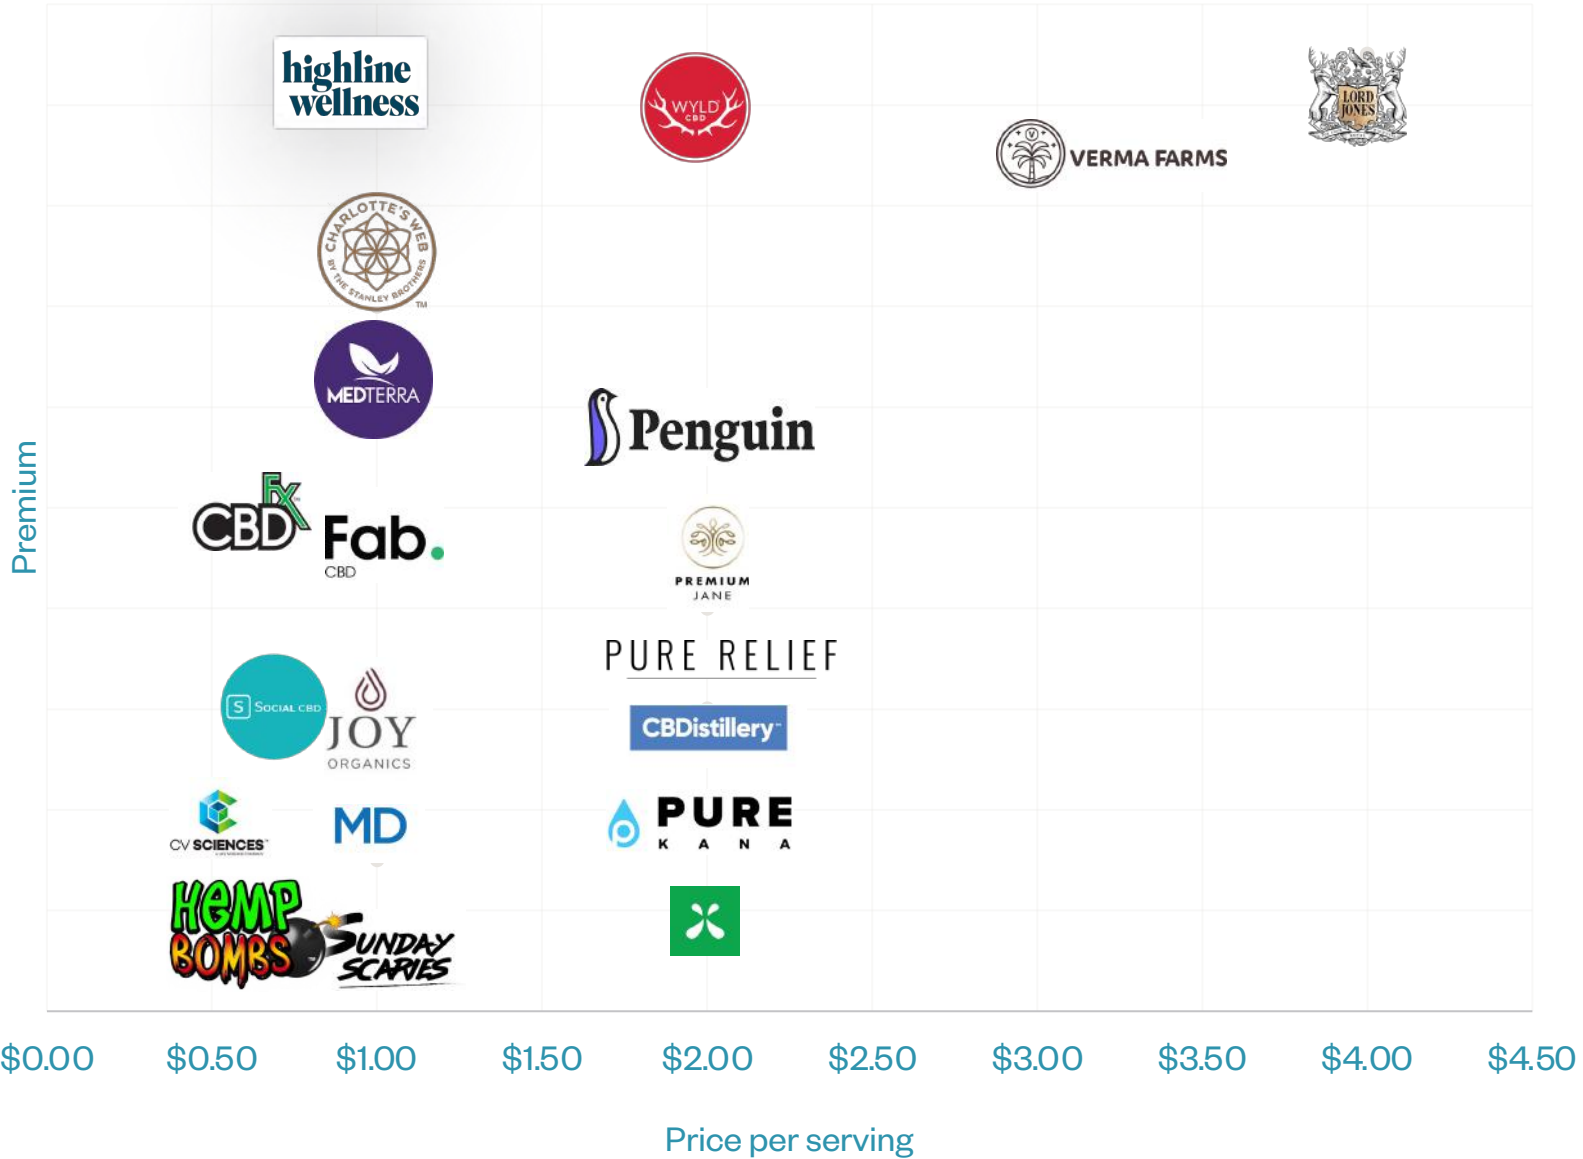 highline
wellness
WYLD
CBD
LORD
JONES
V
VERMA FARMS
CHARLOTTE'S WEB
BY THE STANLEY BROTHERS
TM
MEDTERRA
Penguin
Premium
CBD FX
Fab.
CBD
PREMIUM
JANE
PURE RELIEF
S SOCIAL CBD
JOY
ORGANICS
CBDistillery™
CV SCIENCES™
MD
PURE
KANA
HEMP
BOMBS
SUNDAY
SCARIES
$0.00 $0.50 $1.00 $1.50 $2.00 $2.50 $3.00 $3.50 $4.00 $4.50
Price per serving